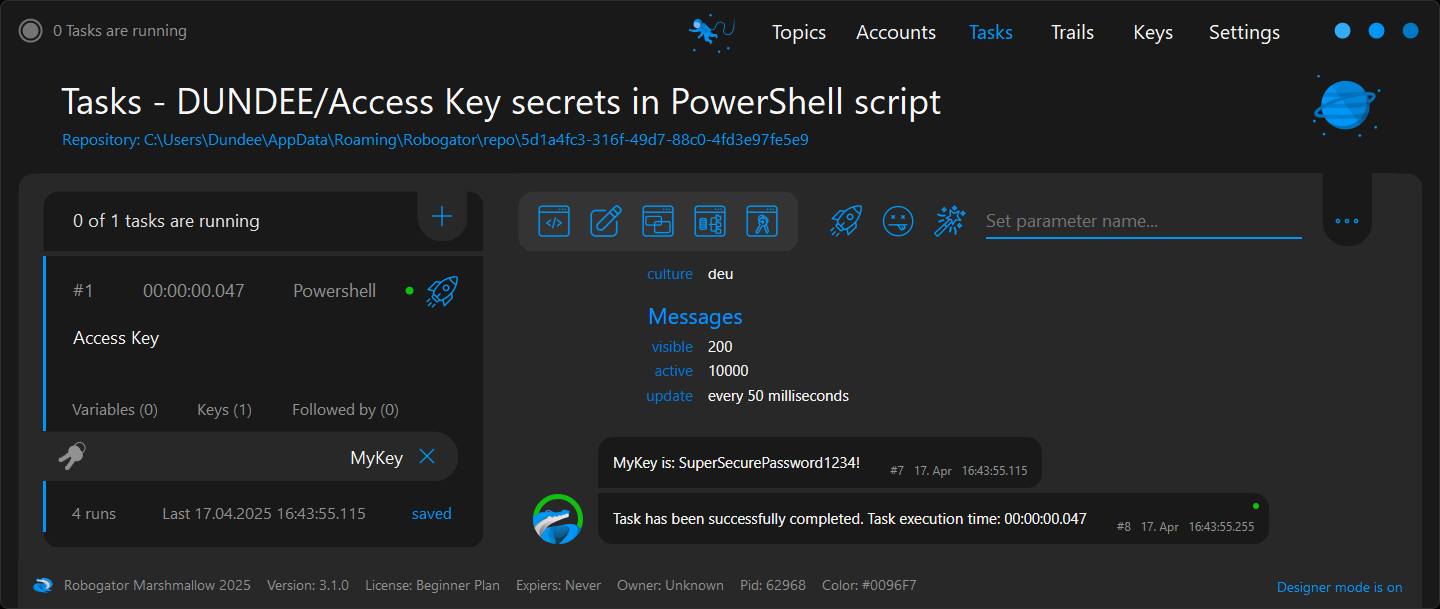 0 Tasks are running
Topics Accounts Tasks Trails Keys Settings
Tasks - DUNDEE/Access Key secrets in PowerShell script
Repository: C:\Users\Dundee\AppData\Roaming\Robogator\repo\5d1a4fc3-316f-49d7-88c0-4fd3e97fe5e9
0 of 1 tasks are running
#1 00:00:00.047 Powershell
Access Key
Variables (0) Keys (1) Followed by (0)
MyKey
4 runs Last 17.04.2025 16:43:55.115 saved
Set parameter name...
culture deu
Messages
visible 200
active 10000
update every 50 milliseconds
MyKey is: SuperSecurePassword1234! #7 17. Apr 16:43:55.115
Task has been successfully completed. Task execution time: 00:00:00.047 #8 17. Apr 16:43:55.255
Robogator Marshmallow 2025 Version: 3.1.0 License: Beginner Plan Expiers: Never Owner: Unknown Pid: 62968 Color: #0096F7
Designer mode is on